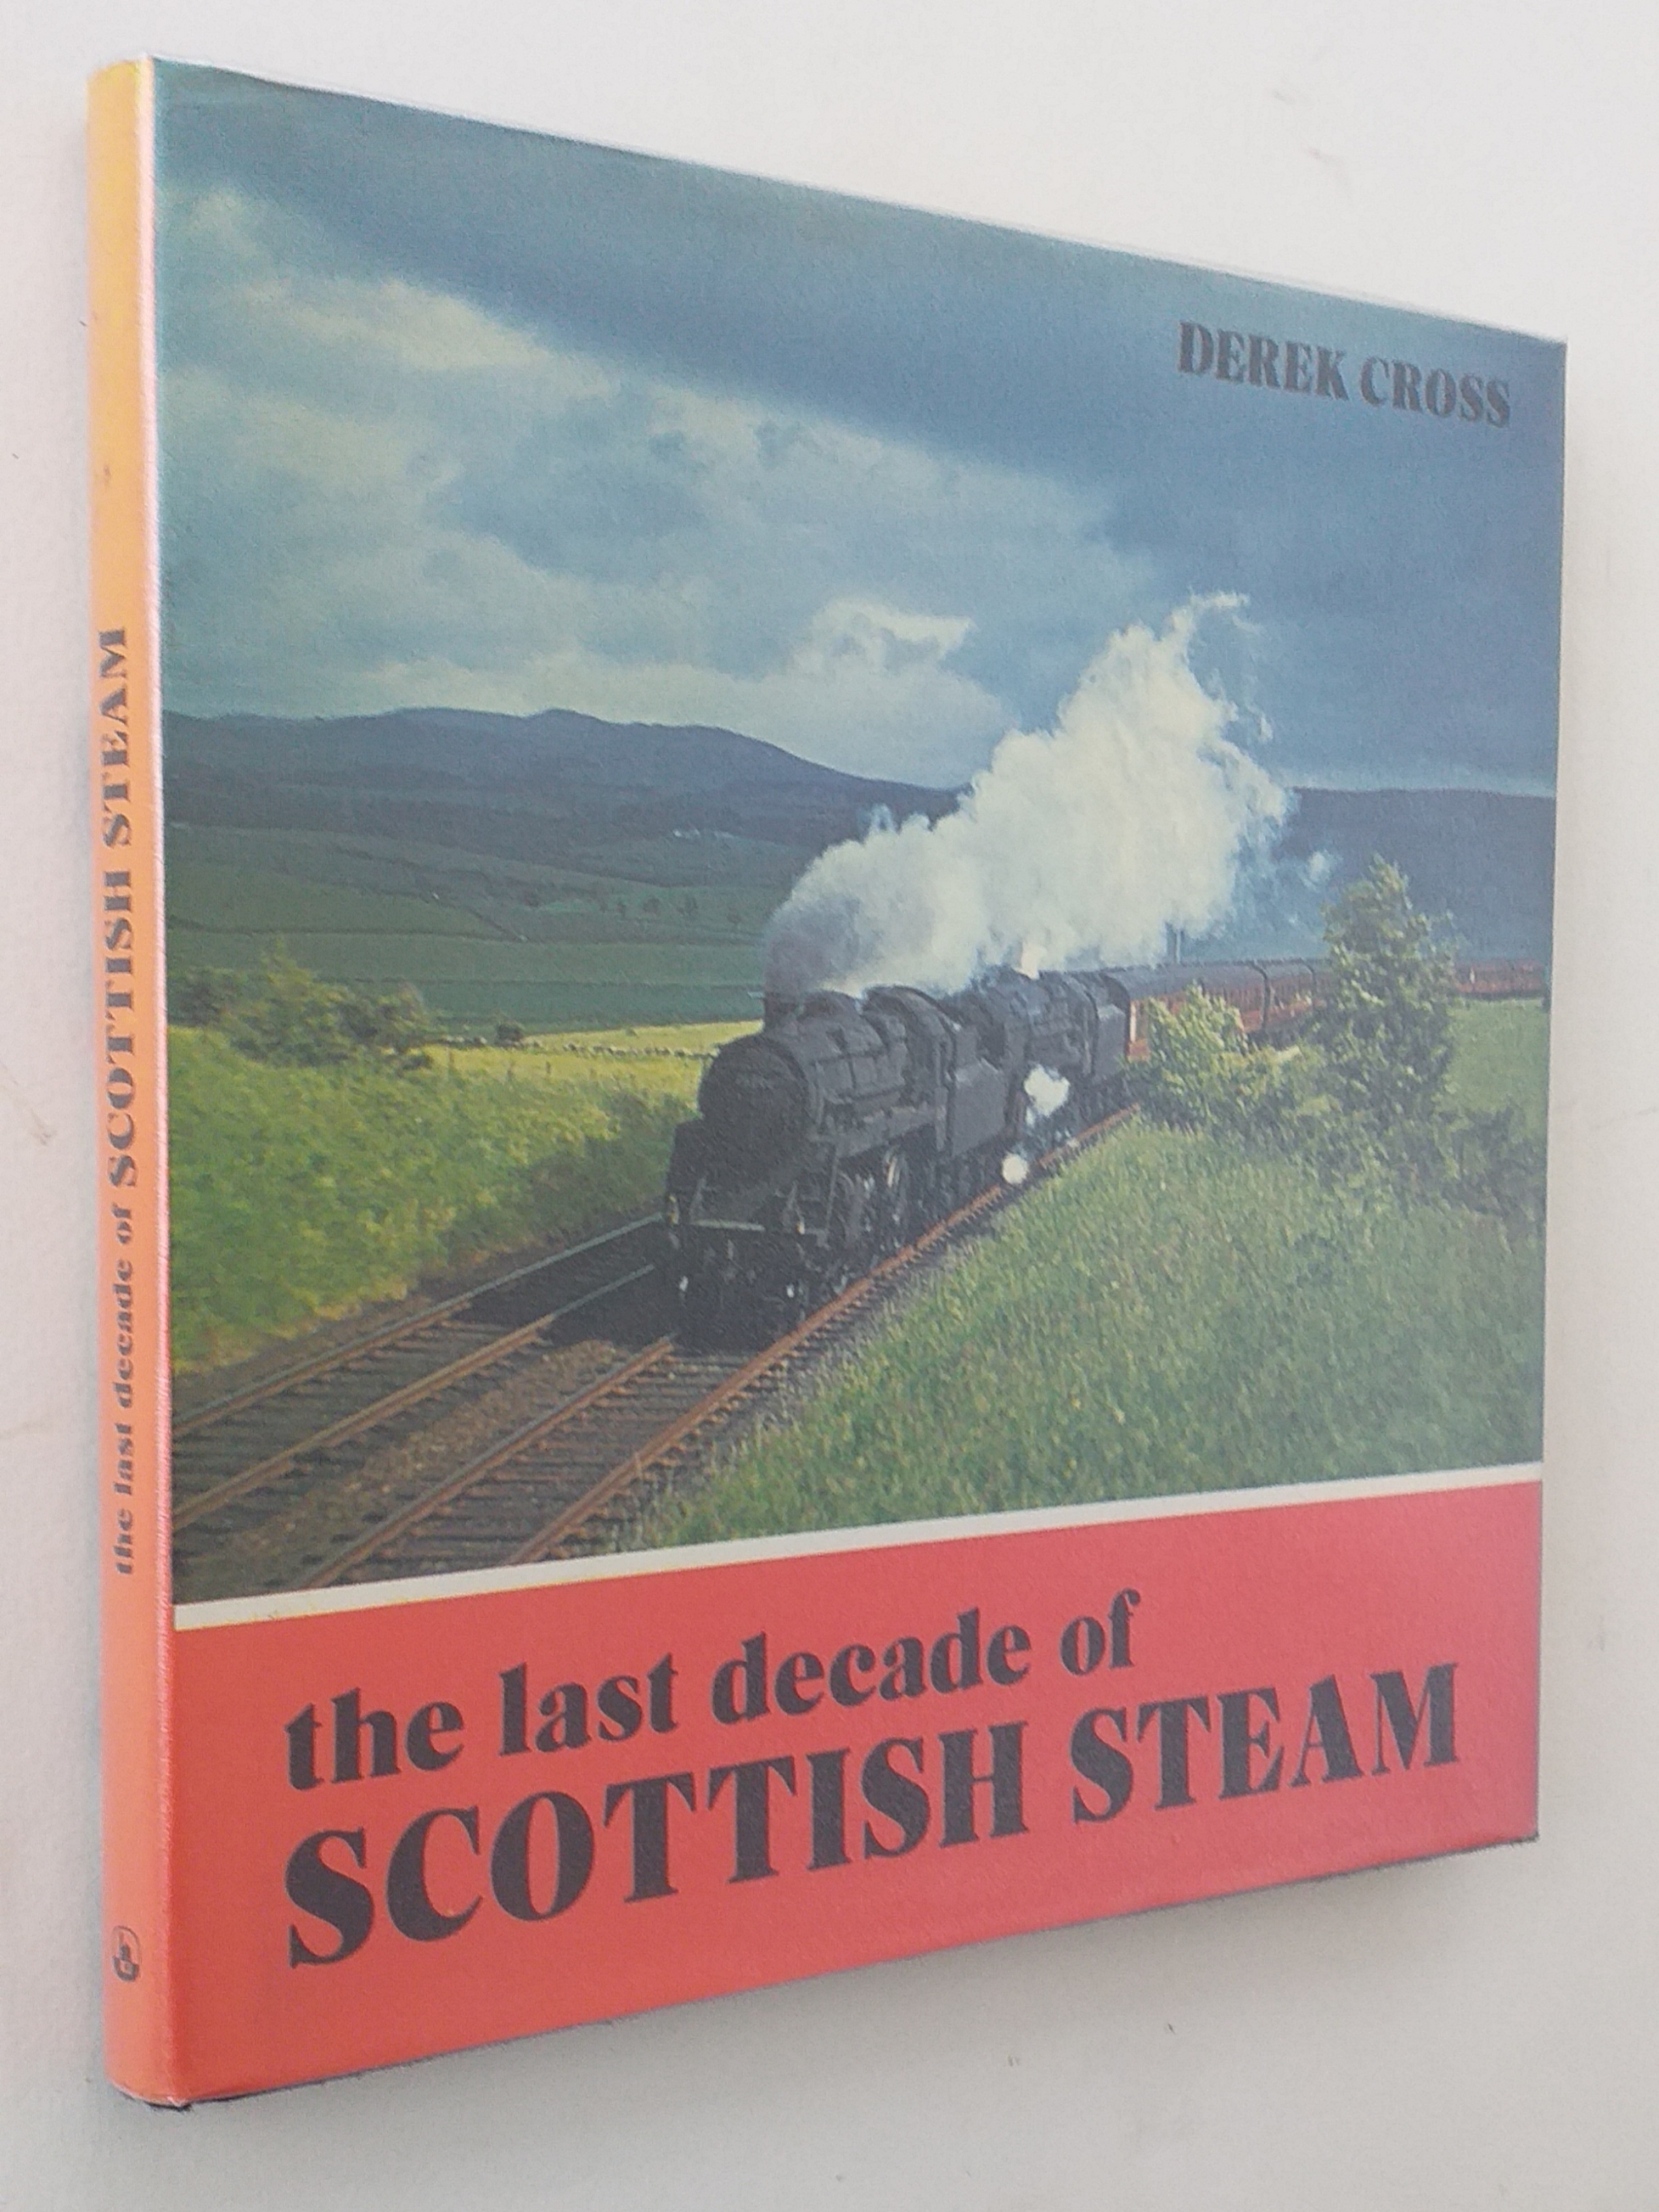 DEREK CROSS
the last decade of
SCOTTISH STEAM
the last decade of SCOTTISH STEAM